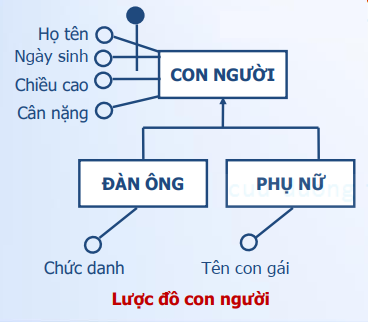 Họ tên
Ngày sinh
Chiều cao
Cân nặng
CON NGƯỜI
ĐÀN ÔNG
PHỤ NỮ
Chức danh
Tên con gái
Lược đồ con người